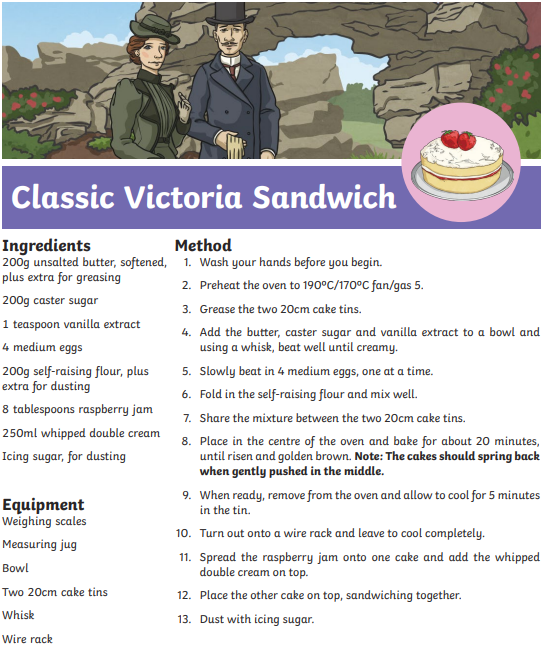 Classic Victoria Sandwich
Ingredients
200g unsalted butter, softened,
plus extra for greasing
200g caster sugar
1 teaspoon vanilla extract
4 medium eggs
200g self-raising flour, plus
extra for dusting
8 tablespoons raspberry jam
250ml whipped double cream
Icing sugar, for dusting
Equipment
Weighing scales
Measuring jug
Bowl
Two 20cm cake tins
Whisk
Wire rack
Method
1. Wash your hands before you begin.
2. Preheat the oven to 190ºC/170ºC fan/gas 5.
3. Grease the two 20cm cake tins.
4. Add the butter, caster sugar and vanilla extract to a bowl and
using a whisk, beat well until creamy.
5. Slowly beat in 4 medium eggs, one at a time.
6. Fold in the self-raising flour and mix well.
7. Share the mixture between the two 20cm cake tins.
8. Place in the centre of the oven and bake for about 20 minutes,
until risen and golden brown. Note: The cakes should spring back
when gently pushed in the middle.
9. When ready, remove from the oven and allow to cool for 5 minutes
in the tin.
10. Turn out onto a wire rack and leave to cool completely.
11. Spread the raspberry jam onto one cake and add the whipped
double cream on top.
12. Place the other cake on top, sandwiching together.
13. Dust with icing sugar.